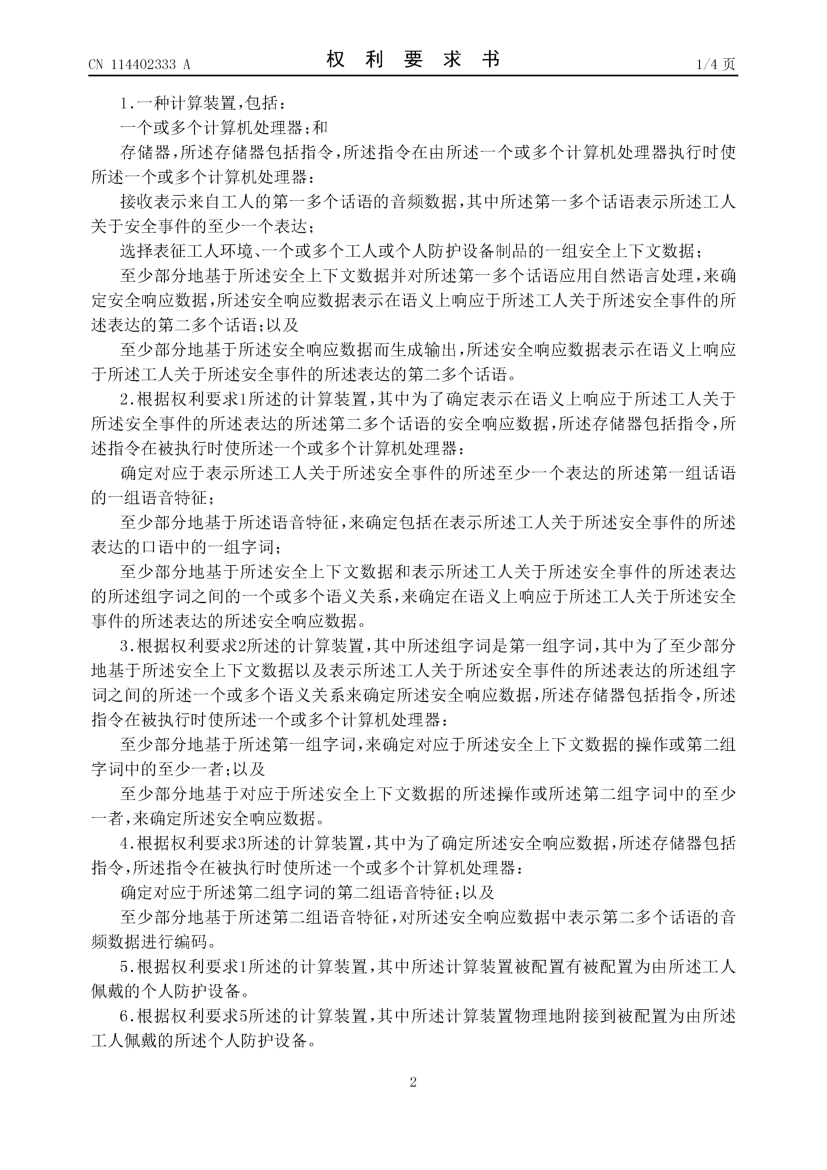 CN 114402333 A
权利要求书
1/4 页
1.一种计算装置,包括:
一个或多个计算机处理器;和
存储器,所述存储器包括指令,所述指令在由所述一个或多个计算机处理器执行时使
所述一个或多个计算机处理器:
接收表示来自工人的第一多个话语的音频数据,其中所述第一多个话语表示所述工人
关于安全事件的至少一个表达;
选择表征工人环境、一个或多个工人或个人防护设备制品的一组安全上下文数据;
至少部分地基于所述安全上下文数据并对所述第一多个话语应用自然语言处理,来确
定安全响应数据,所述安全响应数据表示在语义上响应于所述工人关于所述安全事件的所
述表达的第二多个话语;以及
至少部分地基于所述安全响应数据而生成输出,所述安全响应数据表示在语义上响应
于所述工人关于所述安全事件的所述表达的第二多个话语。
2.根据权利要求1所述的计算装置,其中为了确定表示在语义上响应于所述工人关于
所述安全事件的所述表达的所述第二多个话语的安全响应数据,所述存储器包括指令,所
述指令在被执行时使所述一个或多个计算机处理器:
确定对应于表示所述工人关于所述安全事件的所述至少一个表达的所述第一组话语
的一组语音特征;
至少部分地基于所述语音特征,来确定包括在表示所述工人关于所述安全事件的所述
表达的口语中的一组字词;
至少部分地基于所述安全上下文数据和表示所述工人关于所述安全事件的所述表达
的所述组字词之间的一个或多个语义关系,来确定在语义上响应于所述工人关于所述安全
事件的所述表达的所述安全响应数据。
3.根据权利要求2所述的计算装置,其中所述组字词是第一组字词,其中为了至少部分
地基于所述安全上下文数据以及表示所述工人关于所述安全事件的所述表达的所述组字
词之间的所述一个或多个语义关系来确定所述安全响应数据,所述存储器包括指令,所述
指令在被执行时使所述一个或多个计算机处理器:
至少部分地基于所述第一组字词,来确定对应于所述安全上下文数据的操作或第二组
字词中的至少一者;以及
至少部分地基于对应于所述安全上下文数据的所述操作或所述第二组字词中的至少
一者,来确定所述安全响应数据。
4.根据权利要求3所述的计算装置,其中为了确定所述安全响应数据,所述存储器包括
指令,所述指令在被执行时使所述一个或多个计算机处理器:
确定对应于所述第二组字词的第二组语音特征;以及
至少部分地基于所述第二组语音特征,对所述安全响应数据中表示第二多个话语的音
频数据进行编码。
5.根据权利要求1所述的计算装置,其中所述计算装置被配置有被配置为由所述工人
佩戴的个人防护设备。
6.根据权利要求5所述的计算装置,其中所述计算装置物理地附接到被配置为由所述
工人佩戴的所述个人防护设备。
2